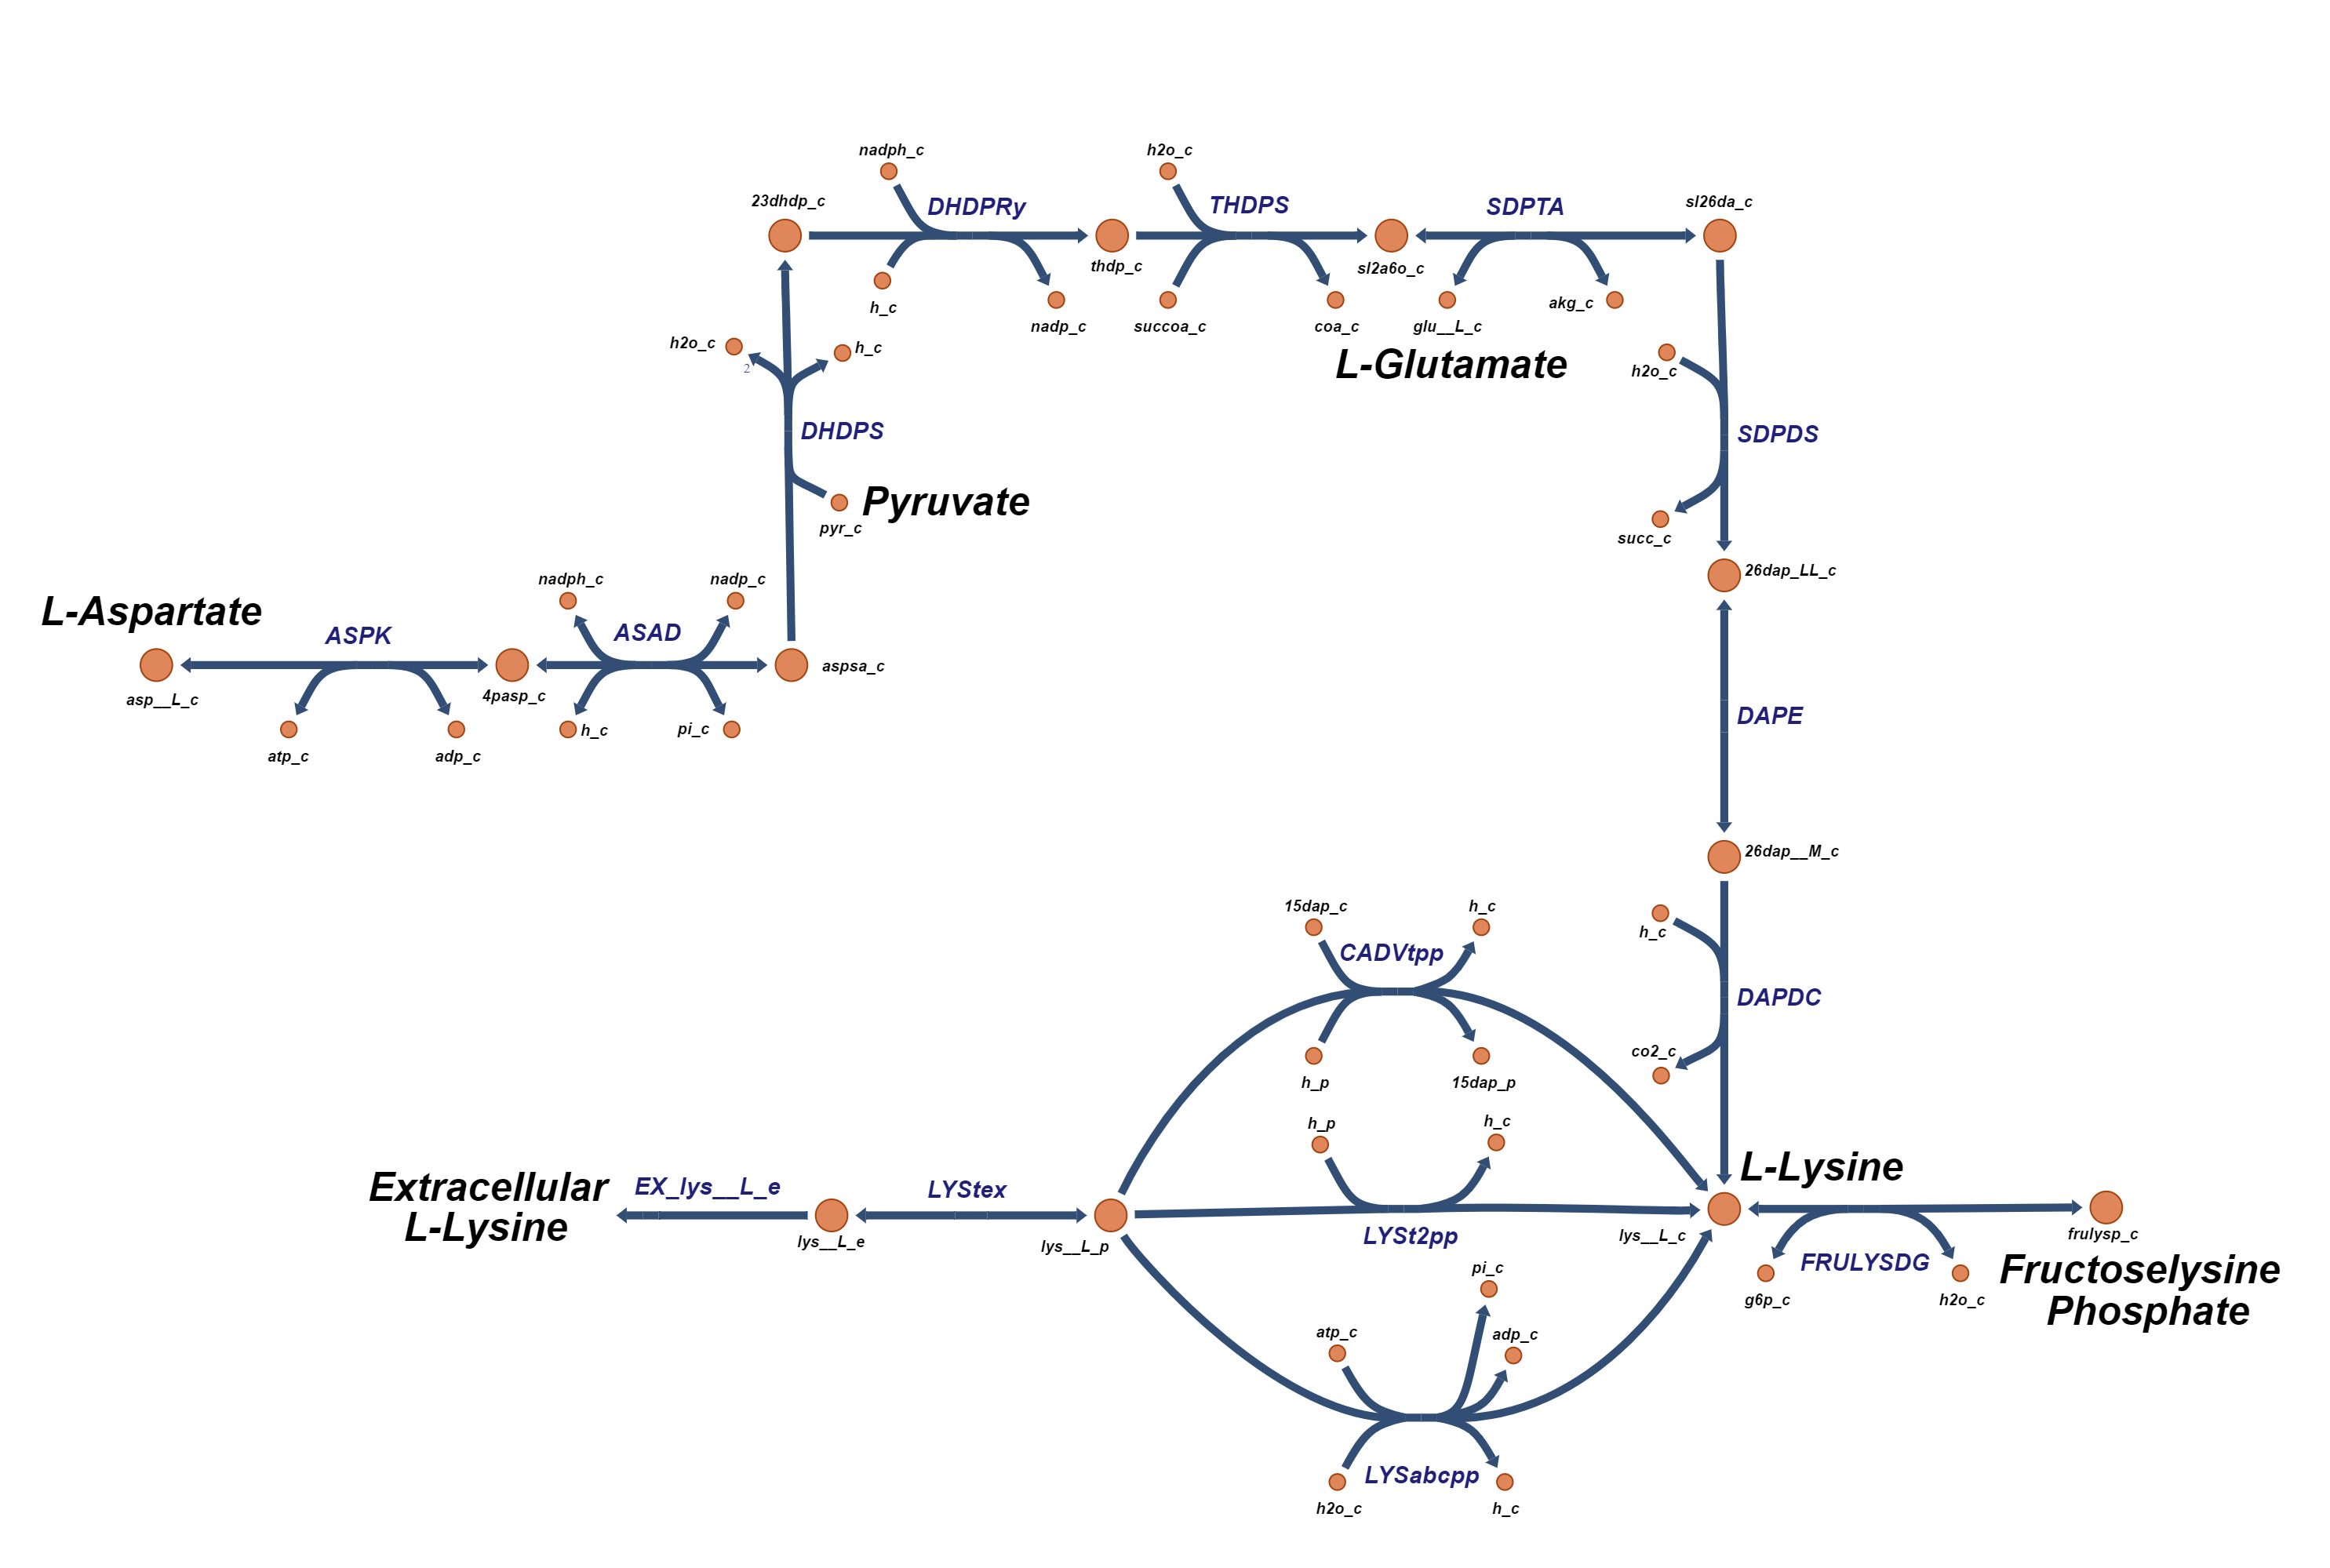 nadph_c
h2o_c
23dhdp_c
DHDPRy
THDPS
SDPTA
sl26da_c
thdp_c
sl2a6o_c
h_c
nadp_c
succoa_c
coa_c
glu__L_c
akg_c
L-Glutamate
h2o_c
2
h_c
h2o_c
DHDPS
SDPDS
Pyruvate
pyr_c
succ_c
26dap_LL_c
nadph_c
nadp_c
L-Aspartate
ASPK
ASAD
aspsa_c
asp__L_c
4pasp_c
h_c
pi_c
atp_c
adp_c
DAPE
26dap__M_c
15dap_c
h_c
h_c
CADVtpp
DAPDC
co2_c
h_p
15dap_p
h_p
h_c
L-Lysine
Extracellular
L-Lysine
EX_lys__L_e
LYStex
lys__L_e
lys__L_p
LYSt2pp
lys__L_c
frulysp_c
FRULYSDG
Fructoselysine
Phosphate
g6p_c
h2o_c
pi_c
atp_c
adp_c
LYSabcpp
h2o_c
h_c